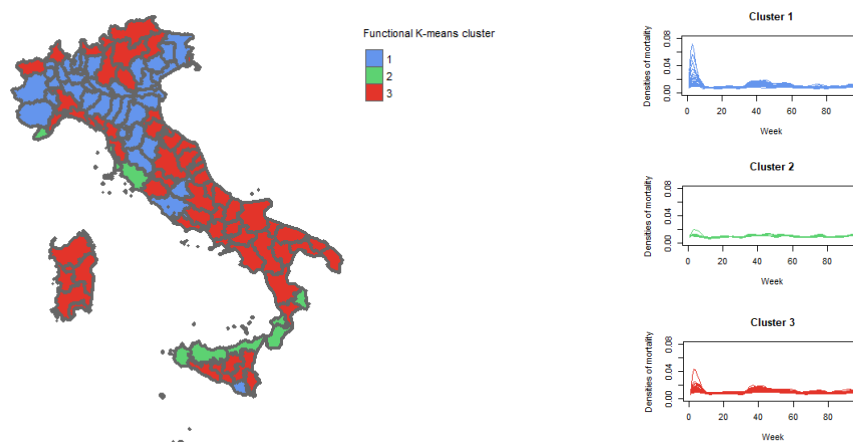 Functional K-means cluster
1
2
3
Cluster 1
Densities of mortality
0.00 0.04 0.08
0 20 40 60 80
Week
Cluster 2
Densities of mortality
0.00 0.04 0.08
0 20 40 60 80
Week
Cluster 3
Densities of mortality
0.00 0.04 0.08
0 20 40 60 80
Week